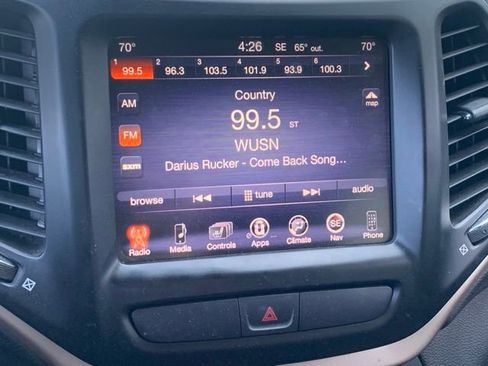 70° 4:26 SE 65° out. 70°
1 99.5 2 96.3 3 103.5 4 101.9 5 93.9 6 100.3
AM Country map
FM 99.5 ST
WUSN
sxm Darius Rucker - Come Back Song...
browse tune audio
Radio Media Controls Apps Climate SE Nav Phone